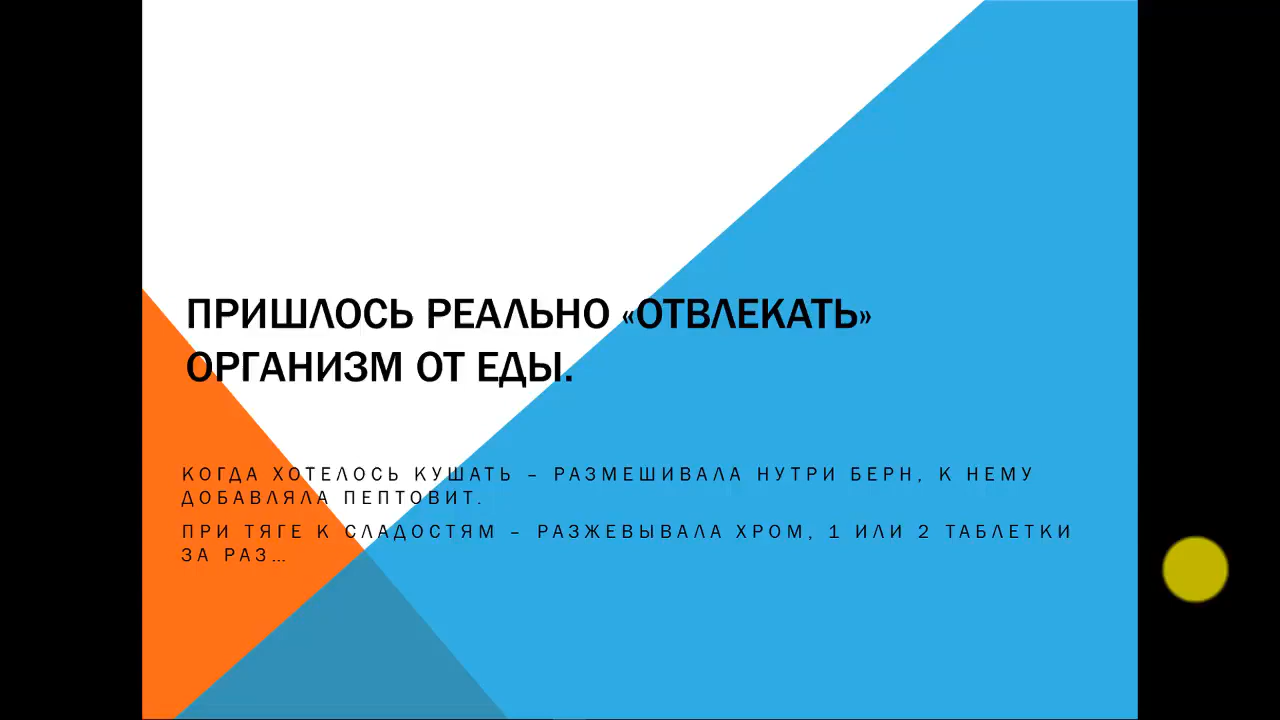 ПРИШЛОСЬ РЕАЛЬНО «ОТВЛЕКАТЬ»
ОРГАНИЗМ ОТ ЕДЫ.
КОГДА ХОТЕЛОСЬ КУШАТЬ – РАЗМЕШИВАЛА НУТРИ БЕРН, К НЕМУ
ДОБАВЛЯЛА ПЕПТОВИТ.
ПРИ ТЯГЕ К СЛАДОСТЯМ – РАЗЖЕВЫВАЛА ХРОМ, 1 ИЛИ 2 ТАБЛЕТКИ
ЗА РАЗ…